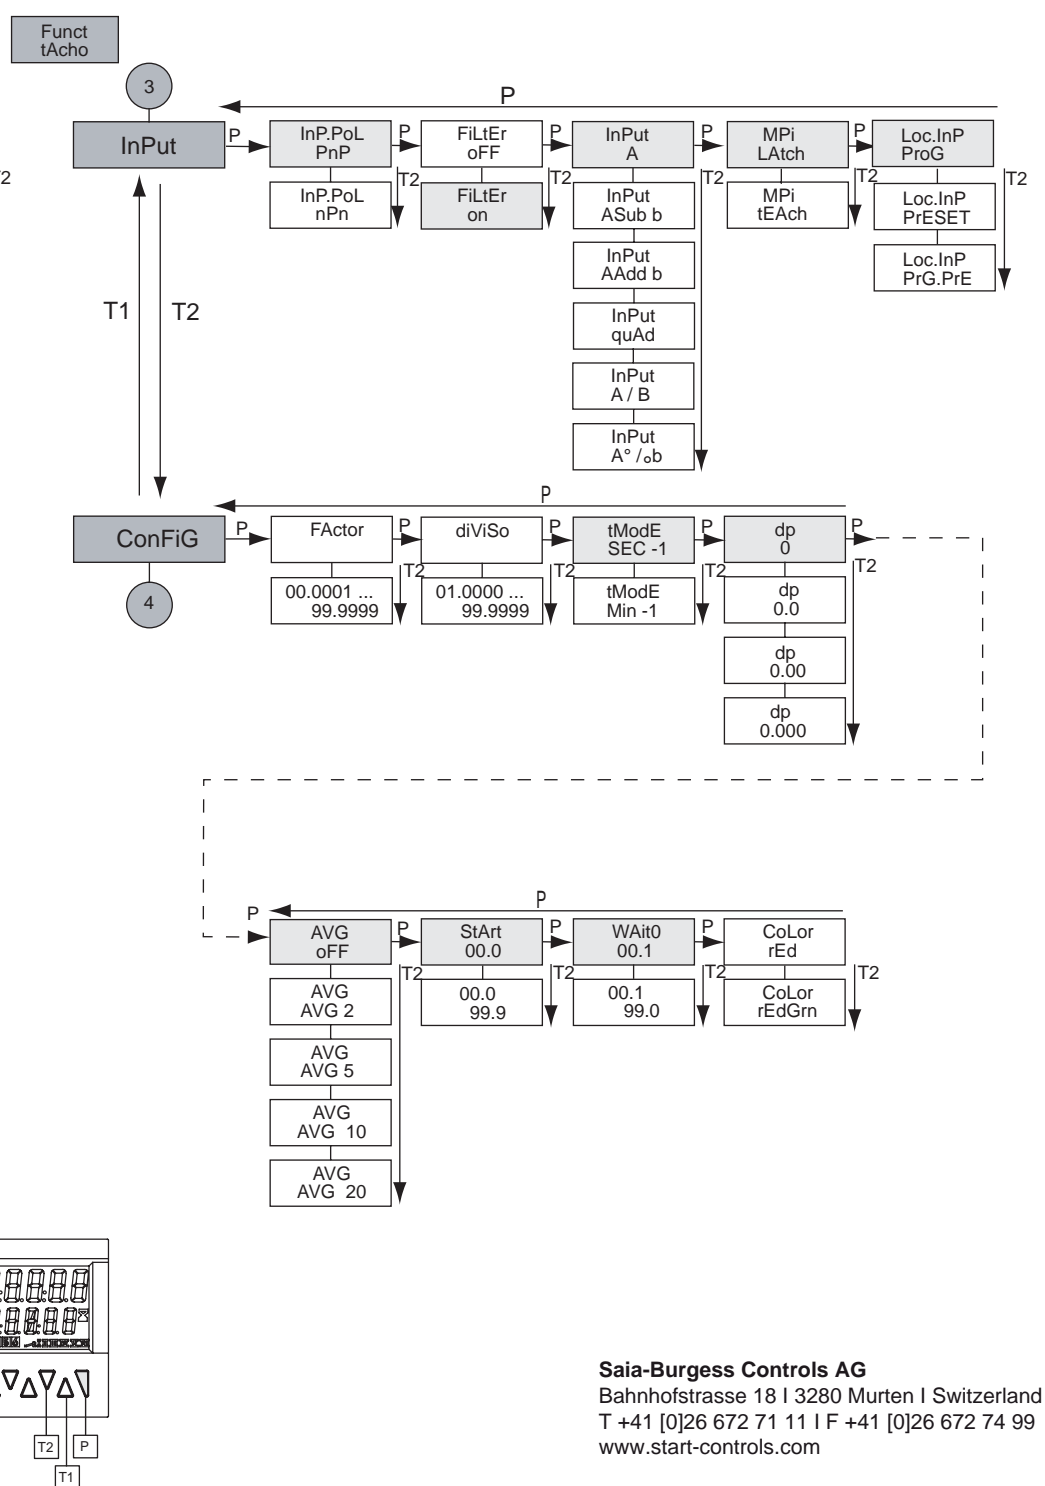 Funct
tAcho
3
P
InPut
P
InP.PoL
PnP
P
FiLtEr
oFF
P
InPut
A
P
MPi
LAtch
P
Loc.InP
ProG
T2
InP.PoL
nPn
T2
FiLtEr
on
T2
InPut
ASub b
T2
MPi
tEAch
T2
Loc.InP
PrESET
T2
InPut
AAdd b
Loc.InP
PrG.PrE
T1
T2
InPut
quAd
InPut
A / B
InPut
A° /ob
P
ConFiG
P
FActor
P
diViSo
P
tModE
SEC -1
P
dp
0
P
4
00.0001 ...
99.9999
T2
01.0000 ...
99.9999
T2
tModE
Min -1
T2
dp
0.0
T2
dp
0.00
dp
0.000
P
P
AVG
oFF
P
StArt
00.0
P
WAit0
00.1
P
CoLor
rEd
AVG
AVG 2
T2
00.0
99.9
T2
00.1
99.0
T2
CoLor
rEdGrn
T2
AVG
AVG 5
AVG
AVG 10
AVG
AVG 20
T2
P
T1
Saia-Burgess Controls AG
Bahnhofstrasse 18 I 3280 Murten I Switzerland
T +41 [0]26 672 71 11 I F +41 [0]26 672 74 99
www.start-controls.com